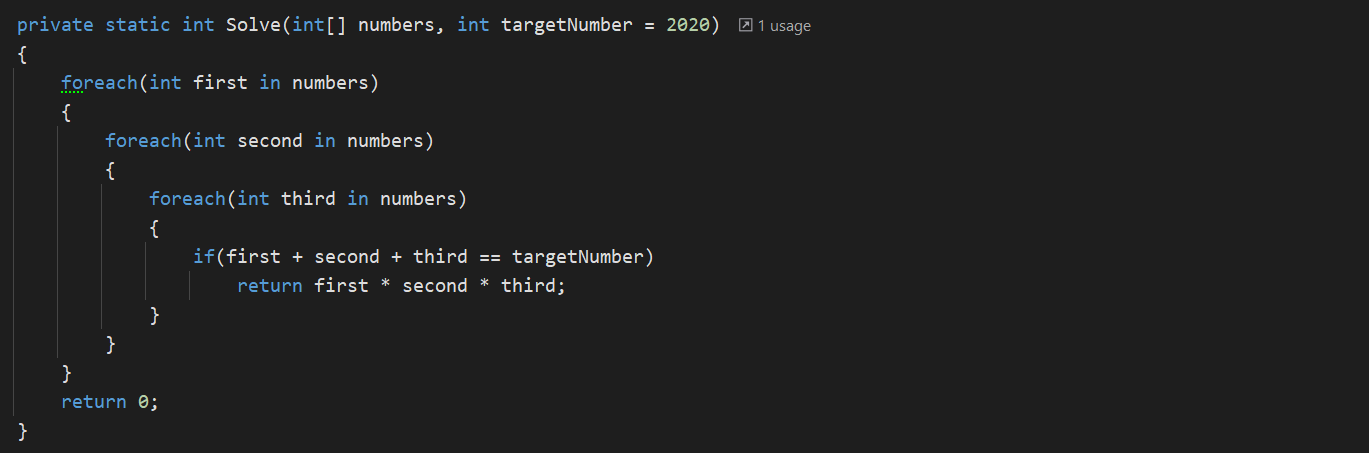 private static int Solve(int[] numbers, int targetNumber = 2020) 1 usage
{
    foreach(int first in numbers)
    {
        foreach(int second in numbers)
        {
            foreach(int third in numbers)
            {
                if(first + second + third == targetNumber)
                    return first * second * third;
            }
        }
    }
    return 0;
}